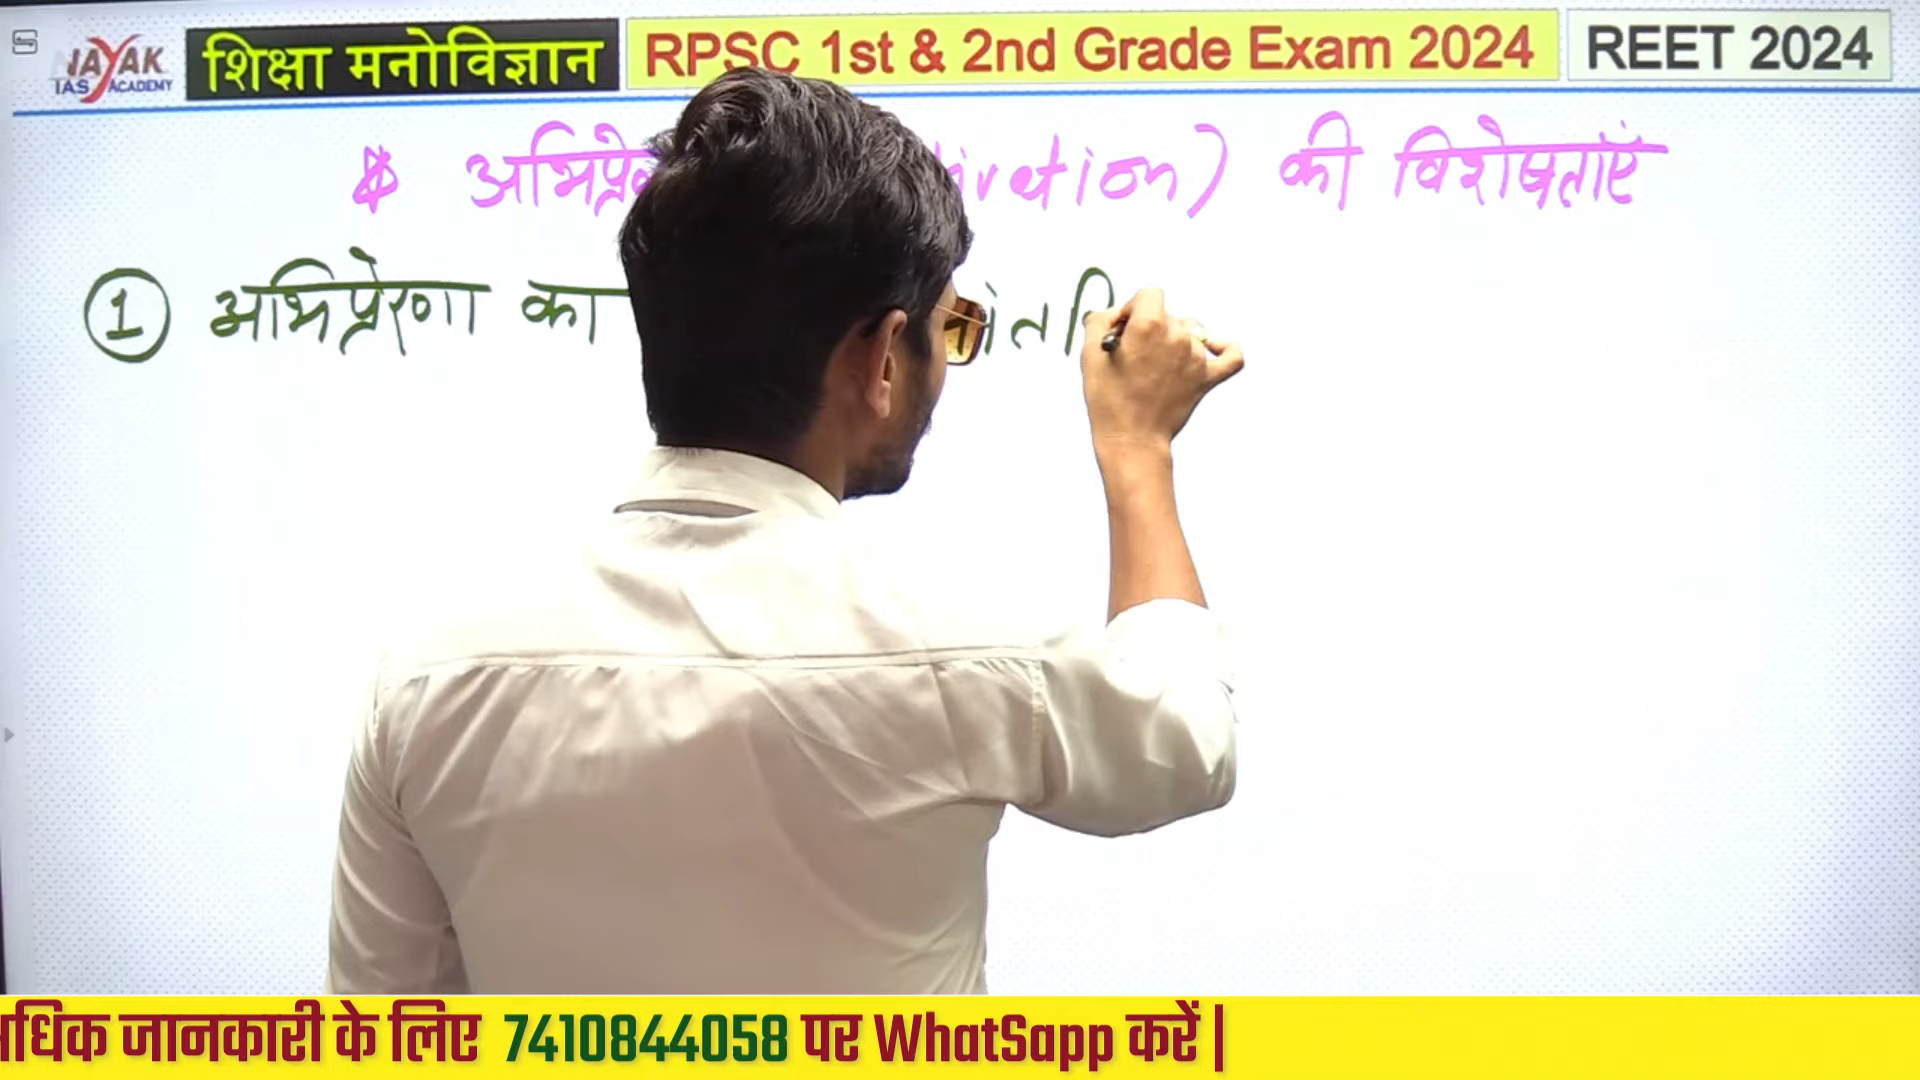 NAYAK
IAS ACADEMY
शिक्षा मनोविज्ञान
RPSC 1st & 2nd Grade Exam 2024
REET 2024
की विशेषताएँ
1 अभिप्रेरणा का
जानकारी के लिए 7410844058 पर WhatSapp करें |